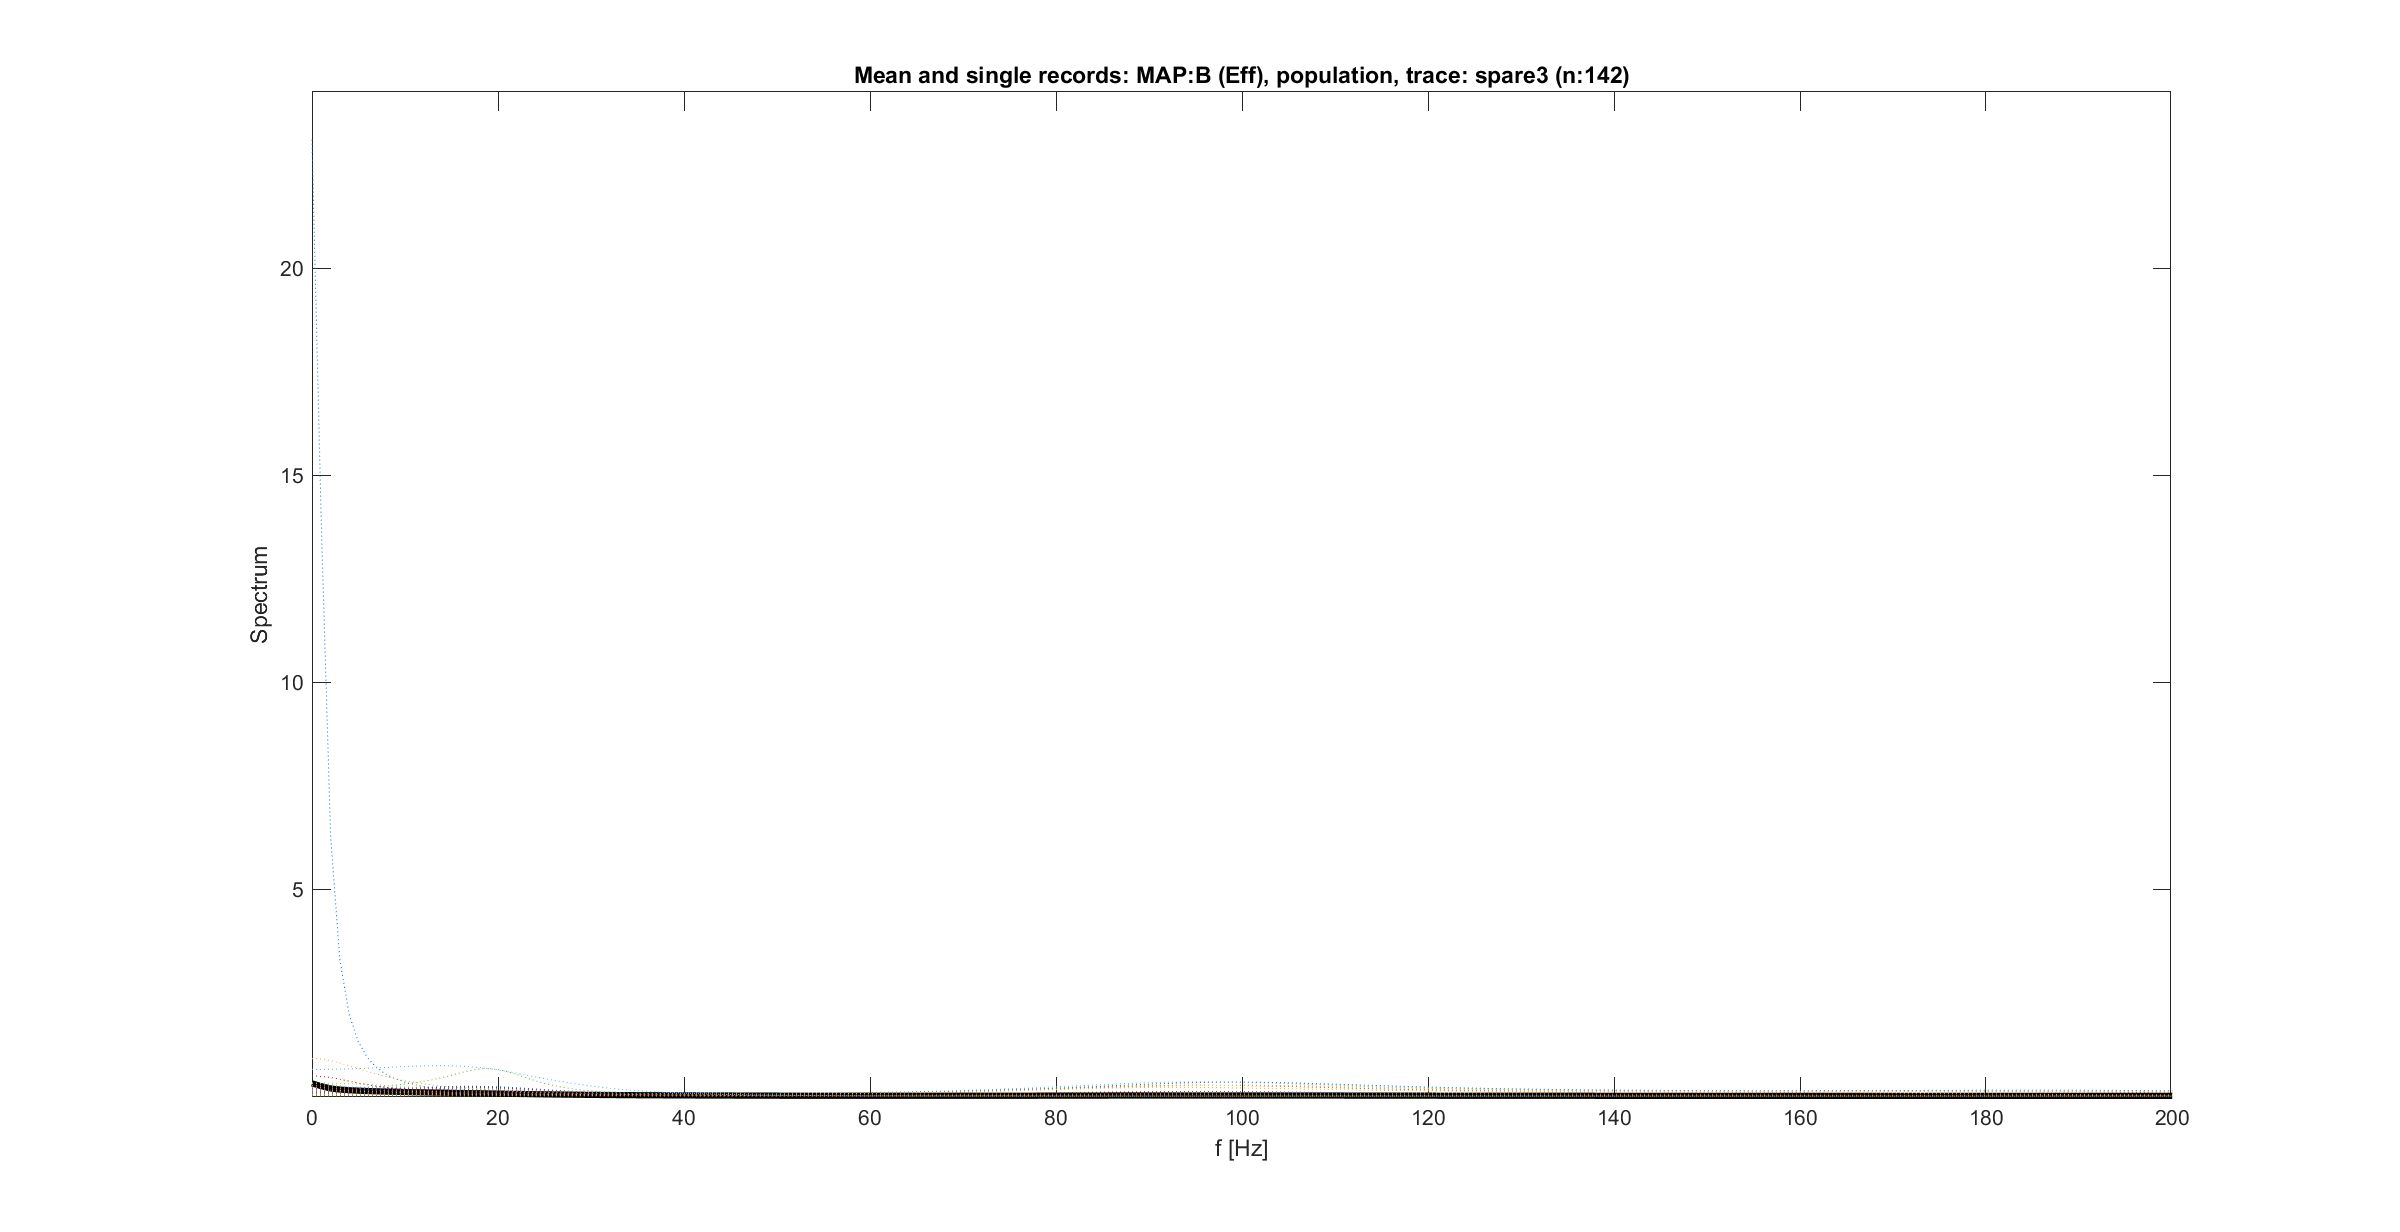 Mean and single records: MAP:B (Eff), population, trace: spare3 (n:142)
20
15
10
5
Spectrum
0 20 40 60 80 100 120 140 160 180 200
f [Hz]